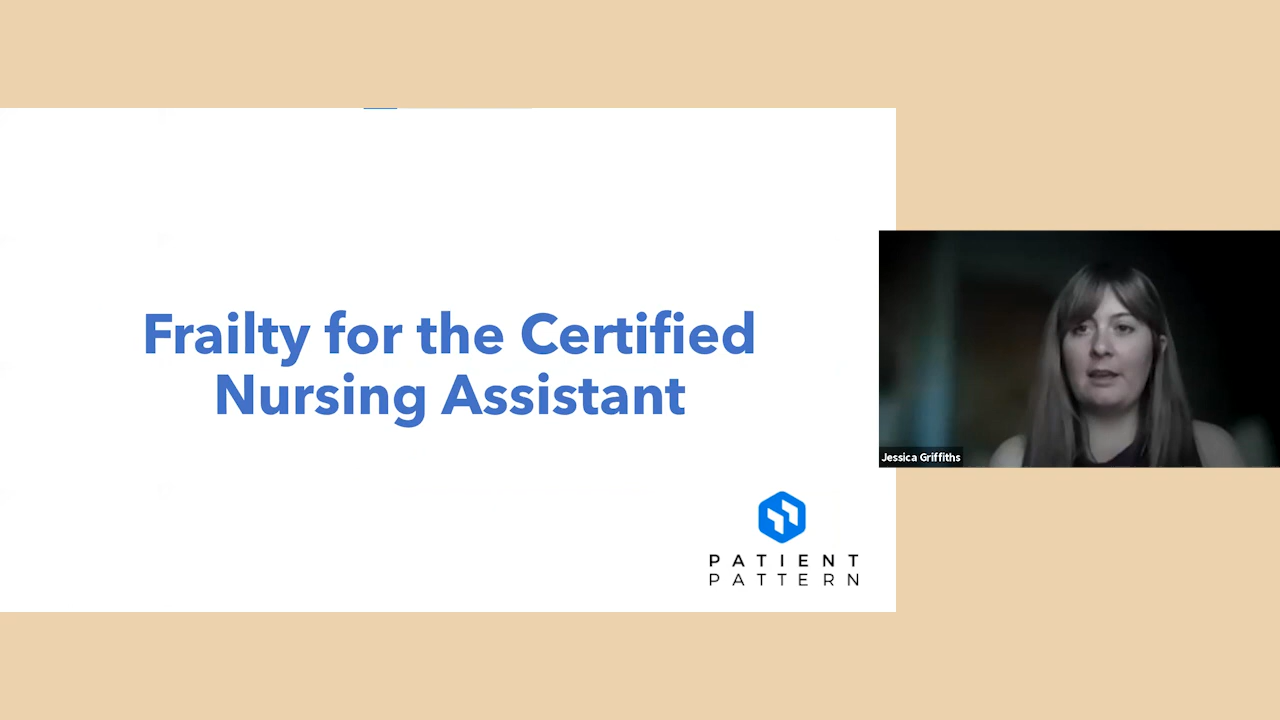 Frailty for the Certified
Nursing Assistant
Jessica Griffiths
PATIENT
PATTERN